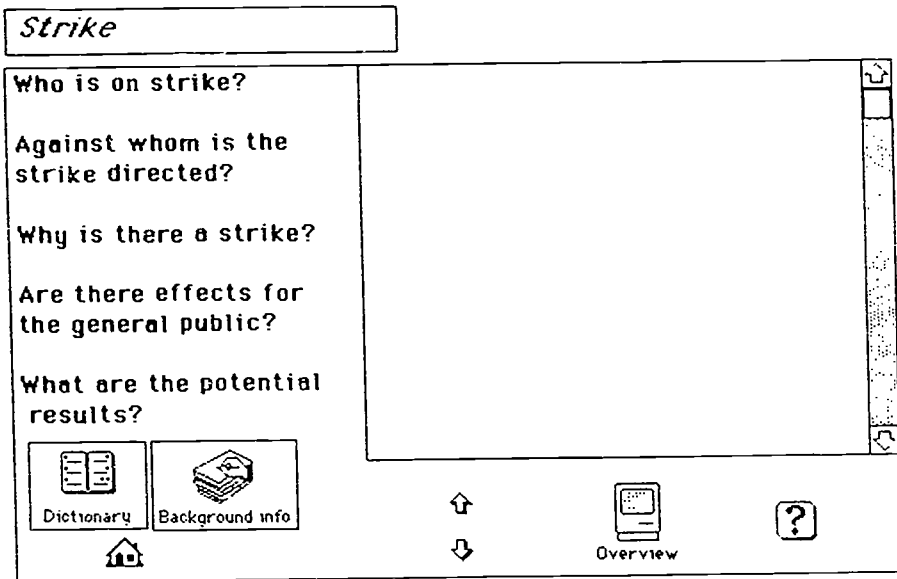 Strike
Who is on strike?
Against whom is the
strike directed?
Why is there a strike?
Are there effects for
the general public?
What are the potential
results?
Dictionary
Background info
Overview
?